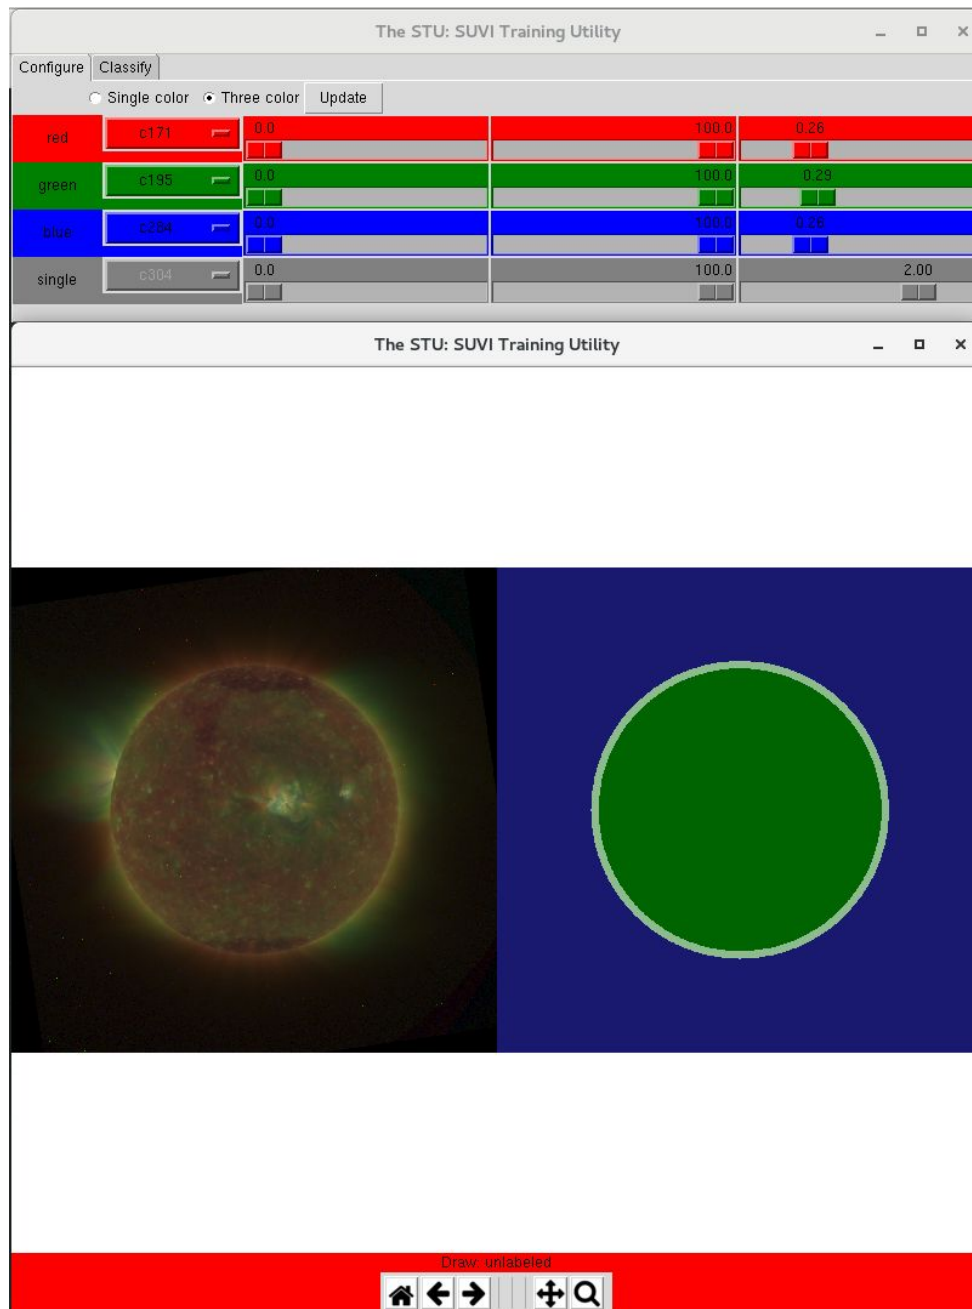 The STU: SUVI Training Utility
Configure Classify
Single color Three color Update
red c171 0.0 100.0 0.26
green c195 0.0 100.0 0.29
blue c284 0.0 100.0 0.26
single c304 0.0 100.0 2.00
The STU: SUVI Training Utility
Draw: unlabeled